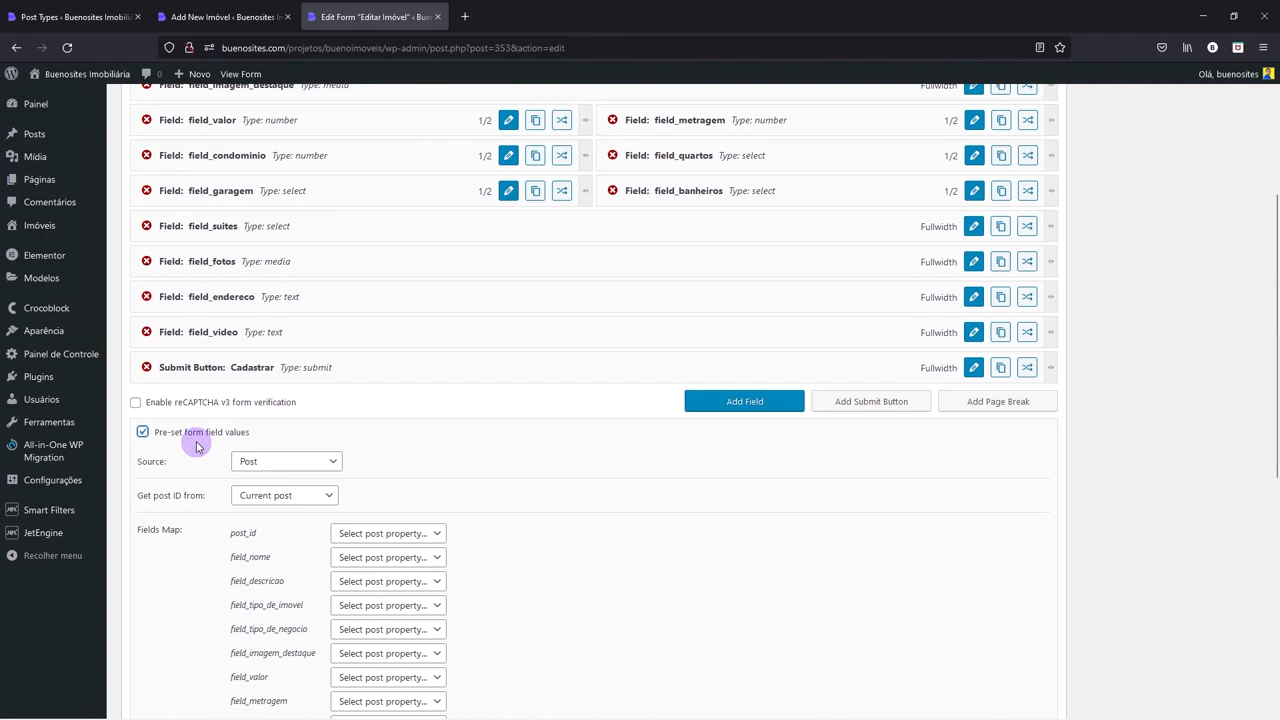 Post Types ‹ Buenosites Imobiliá
Add New Imóvel ‹ Buenosites In
Edit Form "Editar Imóvel" ‹ Bue
buenosites.com/projetos/buenoimoveis/wp-admin/post.php?post=353&action=edit
Buenosites Imobiliária 0 Novo View Form Olá, buenosites
Painel
Posts
Mídia
Páginas
Comentários
Imóveis
Elementor
Modelos
Crocoblock
Aparência
Painel de Controle
Plugins
Usuários
Ferramentas
All-in-One WP
Migration
Configurações
Smart Filters
JetEngine
Recolher menu
Field: field_imagem_destaque Type: media Fullwidth
Field: field_valor Type: number 1/2 Field: field_metragem Type: number 1/2
Field: field_condominio Type: number 1/2 Field: field_quartos Type: select 1/2
Field: field_garagem Type: select 1/2 Field: field_banheiros Type: select 1/2
Field: field_suites Type: select Fullwidth
Field: field_fotos Type: media Fullwidth
Field: field_endereco Type: text Fullwidth
Field: field_video Type: text Fullwidth
Submit Button: Cadastrar Type: submit Fullwidth
Enable reCAPTCHA v3 form verification Add Field Add Submit Button Add Page Break
Pre-set form field values
Source: Post
Get post ID from: Current post
Fields Map: post_id Select post property...
field_nome Select post property...
field_descricao Select post property...
field_tipo_de_imovel Select post property...
field_tipo_de_negocio Select post property...
field_imagem_destaque Select post property...
field_valor Select post property...
field_metragem Select post property...